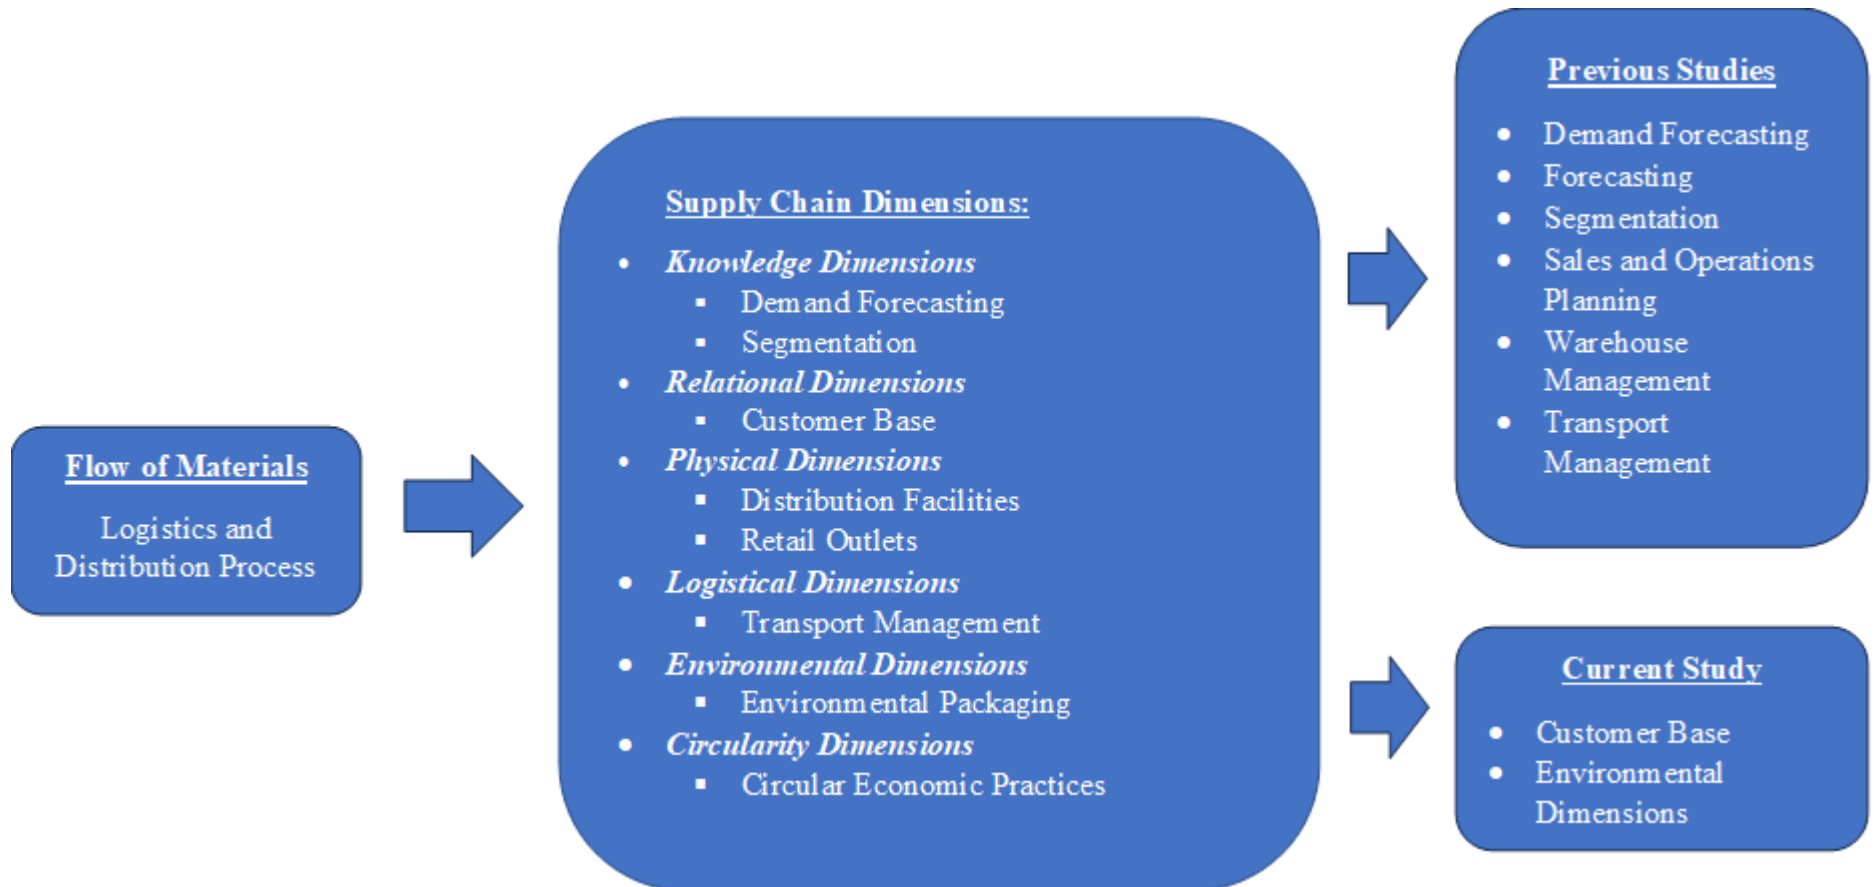 Flow of Materials
Logistics and
Distribution Process
Supply Chain Dimensions:
• Knowledge Dimensions
▪ Demand Forecasting
▪ Segmentation
• Relational Dimensions
▪ Customer Base
• Physical Dimensions
▪ Distribution Facilities
▪ Retail Outlets
• Logistical Dimensions
▪ Transport Management
• Environmental Dimensions
▪ Environmental Packaging
• Circularity Dimensions
▪ Circular Economic Practices
Previous Studies
• Demand Forecasting
• Forecasting
• Segmentation
• Sales and Operations
Planning
• Warehouse
Management
• Transport
Management
Current Study
• Customer Base
• Environmental
Dimensions